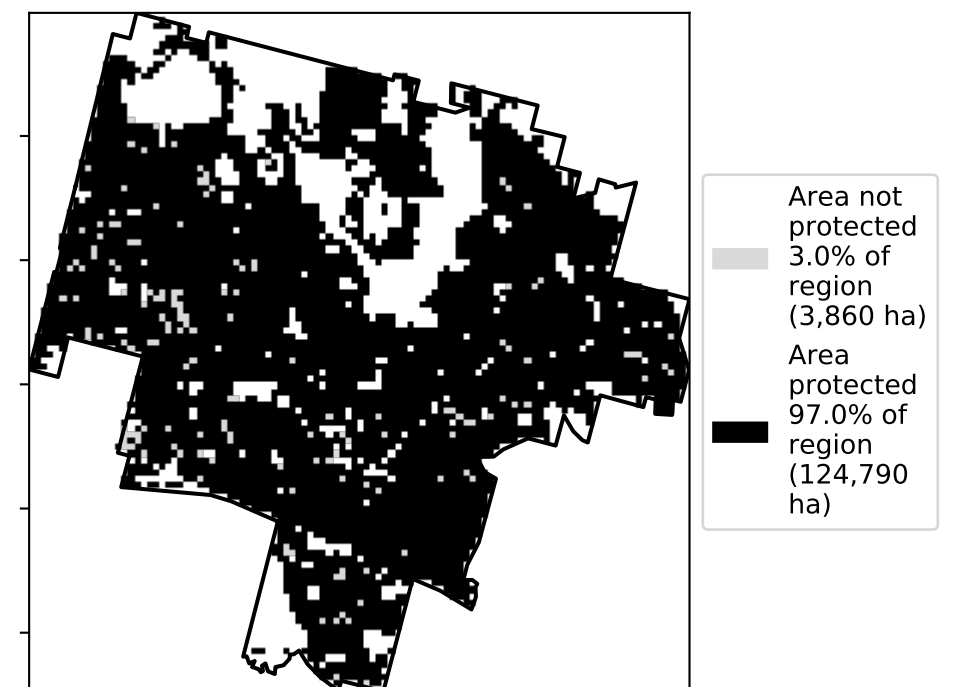 Area not
protected
3.0% of
region
(3,860 ha)
Area
protected
97.0% of
region
(124,790
ha)